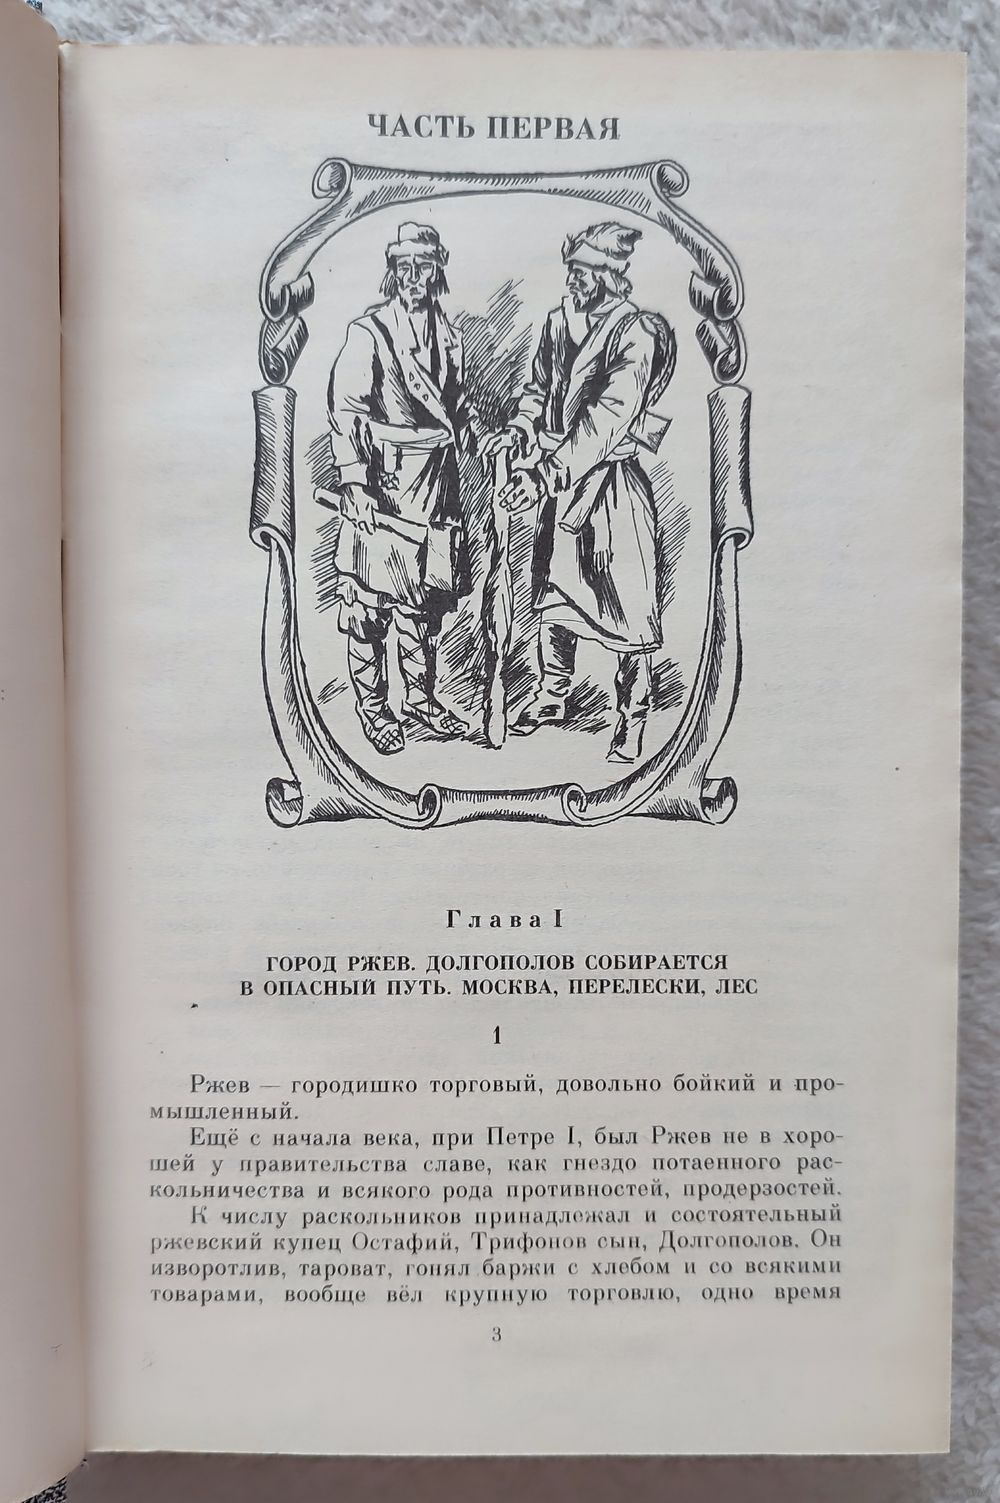 ЧАСТЬ ПЕРВАЯ
Глава I
ГОРОД РЖЕВ. ДОЛГОПОЛОВ СОБИРАЕТСЯ
В ОПАСНЫЙ ПУТЬ. МОСКВА, ПЕРЕЛЕСКИ, ЛЕС
1
Ржев — городишко торговый, довольно бойкий и про-
мышленный.
Ещё с начала века, при Петре I, был Ржев не в хоро-
шей у правительства славе, как гнездо потаенного рас-
кольничества и всякого рода противностей, продерзостей.
К числу раскольников принадлежал и состоятельный
ржевский купец Остафий, Трифонов сын, Долгополов. Он
изворотлив, тароват, гонял баржи с хлебом и со всякими
товарами, вообще вёл крупную торговлю, одно время
3